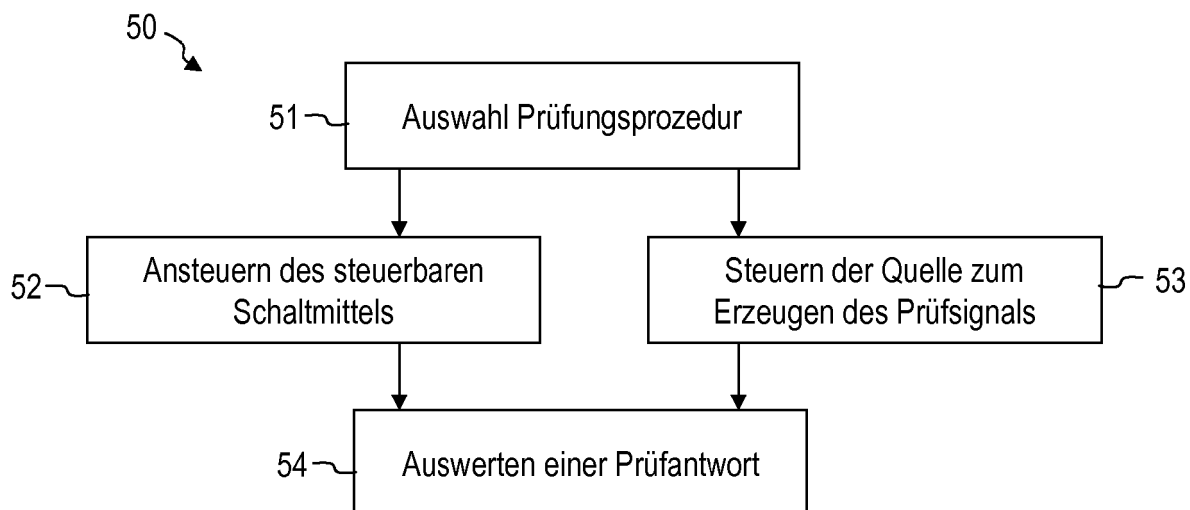 50
51
Auswahl Prüfungsprozedur
52
Ansteuern des steuerbaren
Schaltmittels
Steuern der Quelle zum
Erzeugen des Prüfsignals
53
54
Auswerten einer Prüfantwort